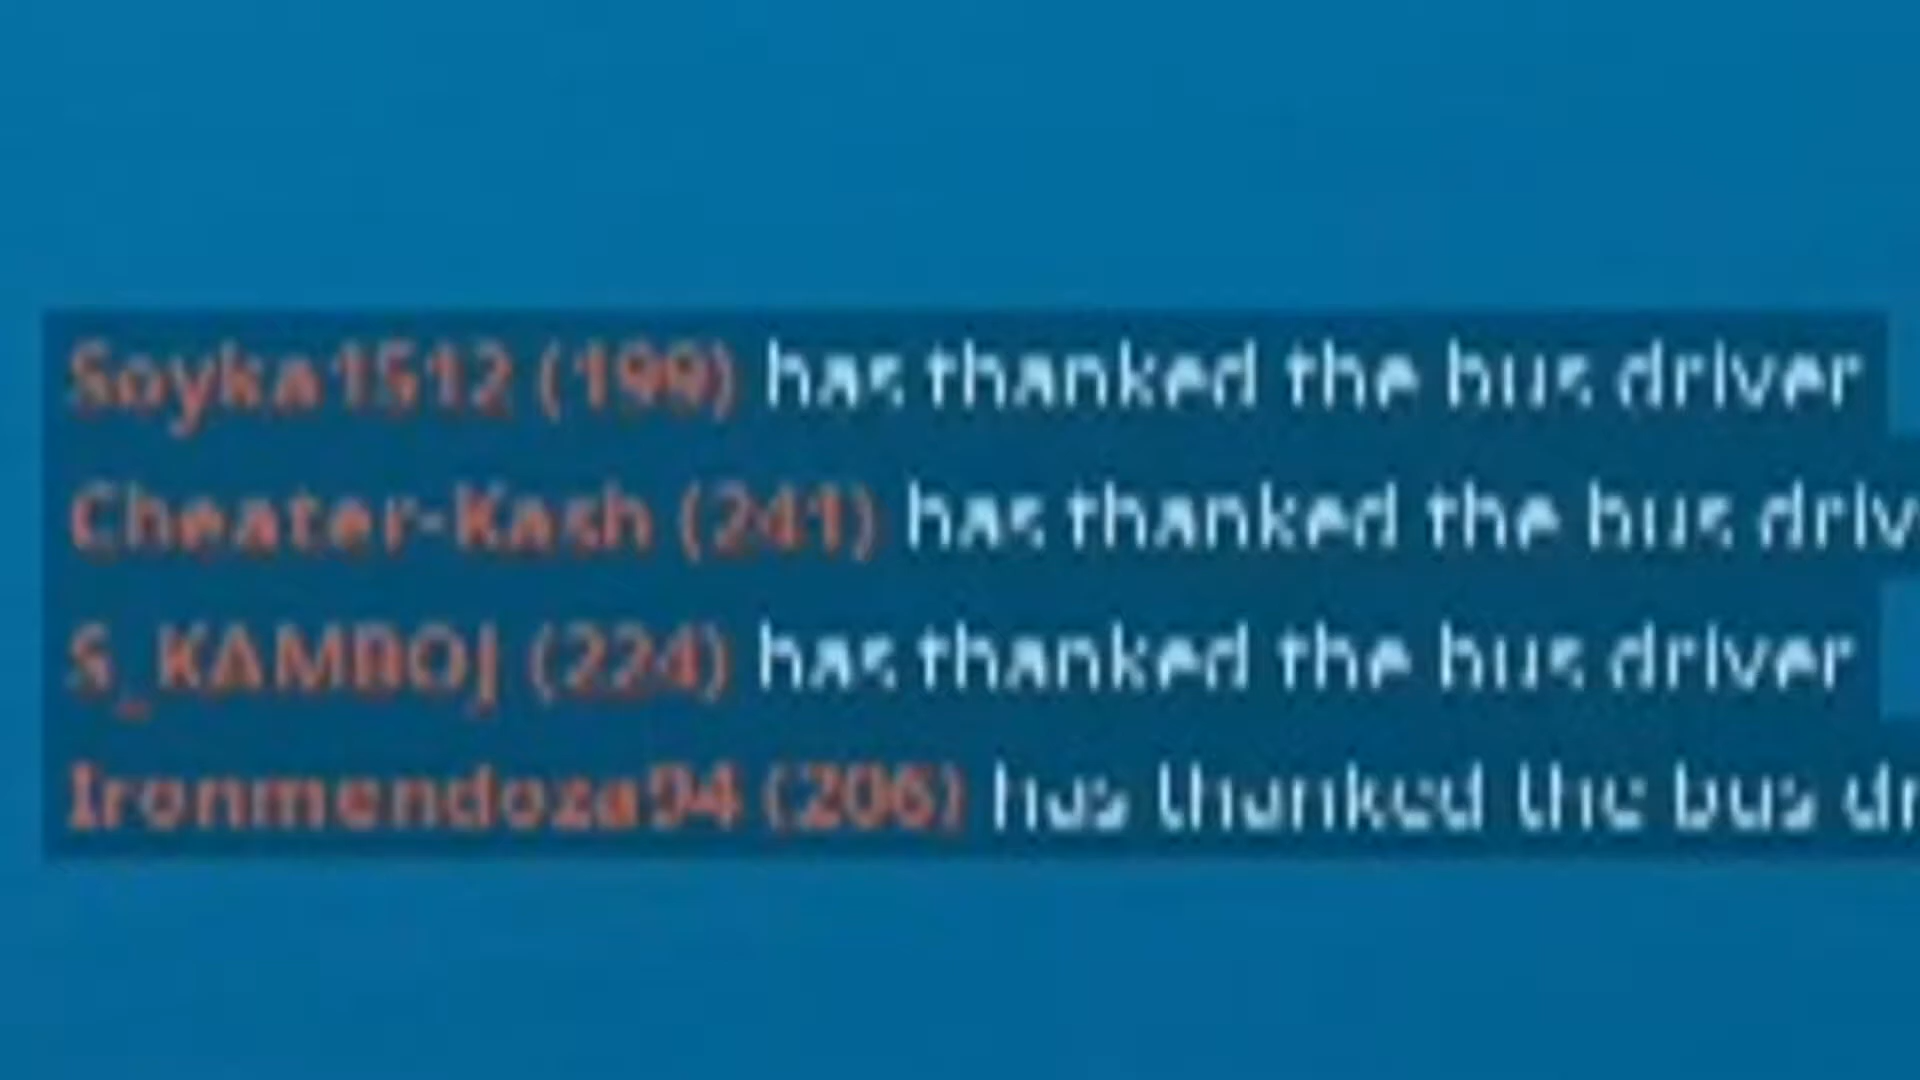 Soyka1512 (199) has thanked the bus driver
Cheater-Kash (241) has thanked the bus driv
S_KAMBOJ (224) has thanked the bus driver
Ironmendoza94 (206) has thanked the bus dr